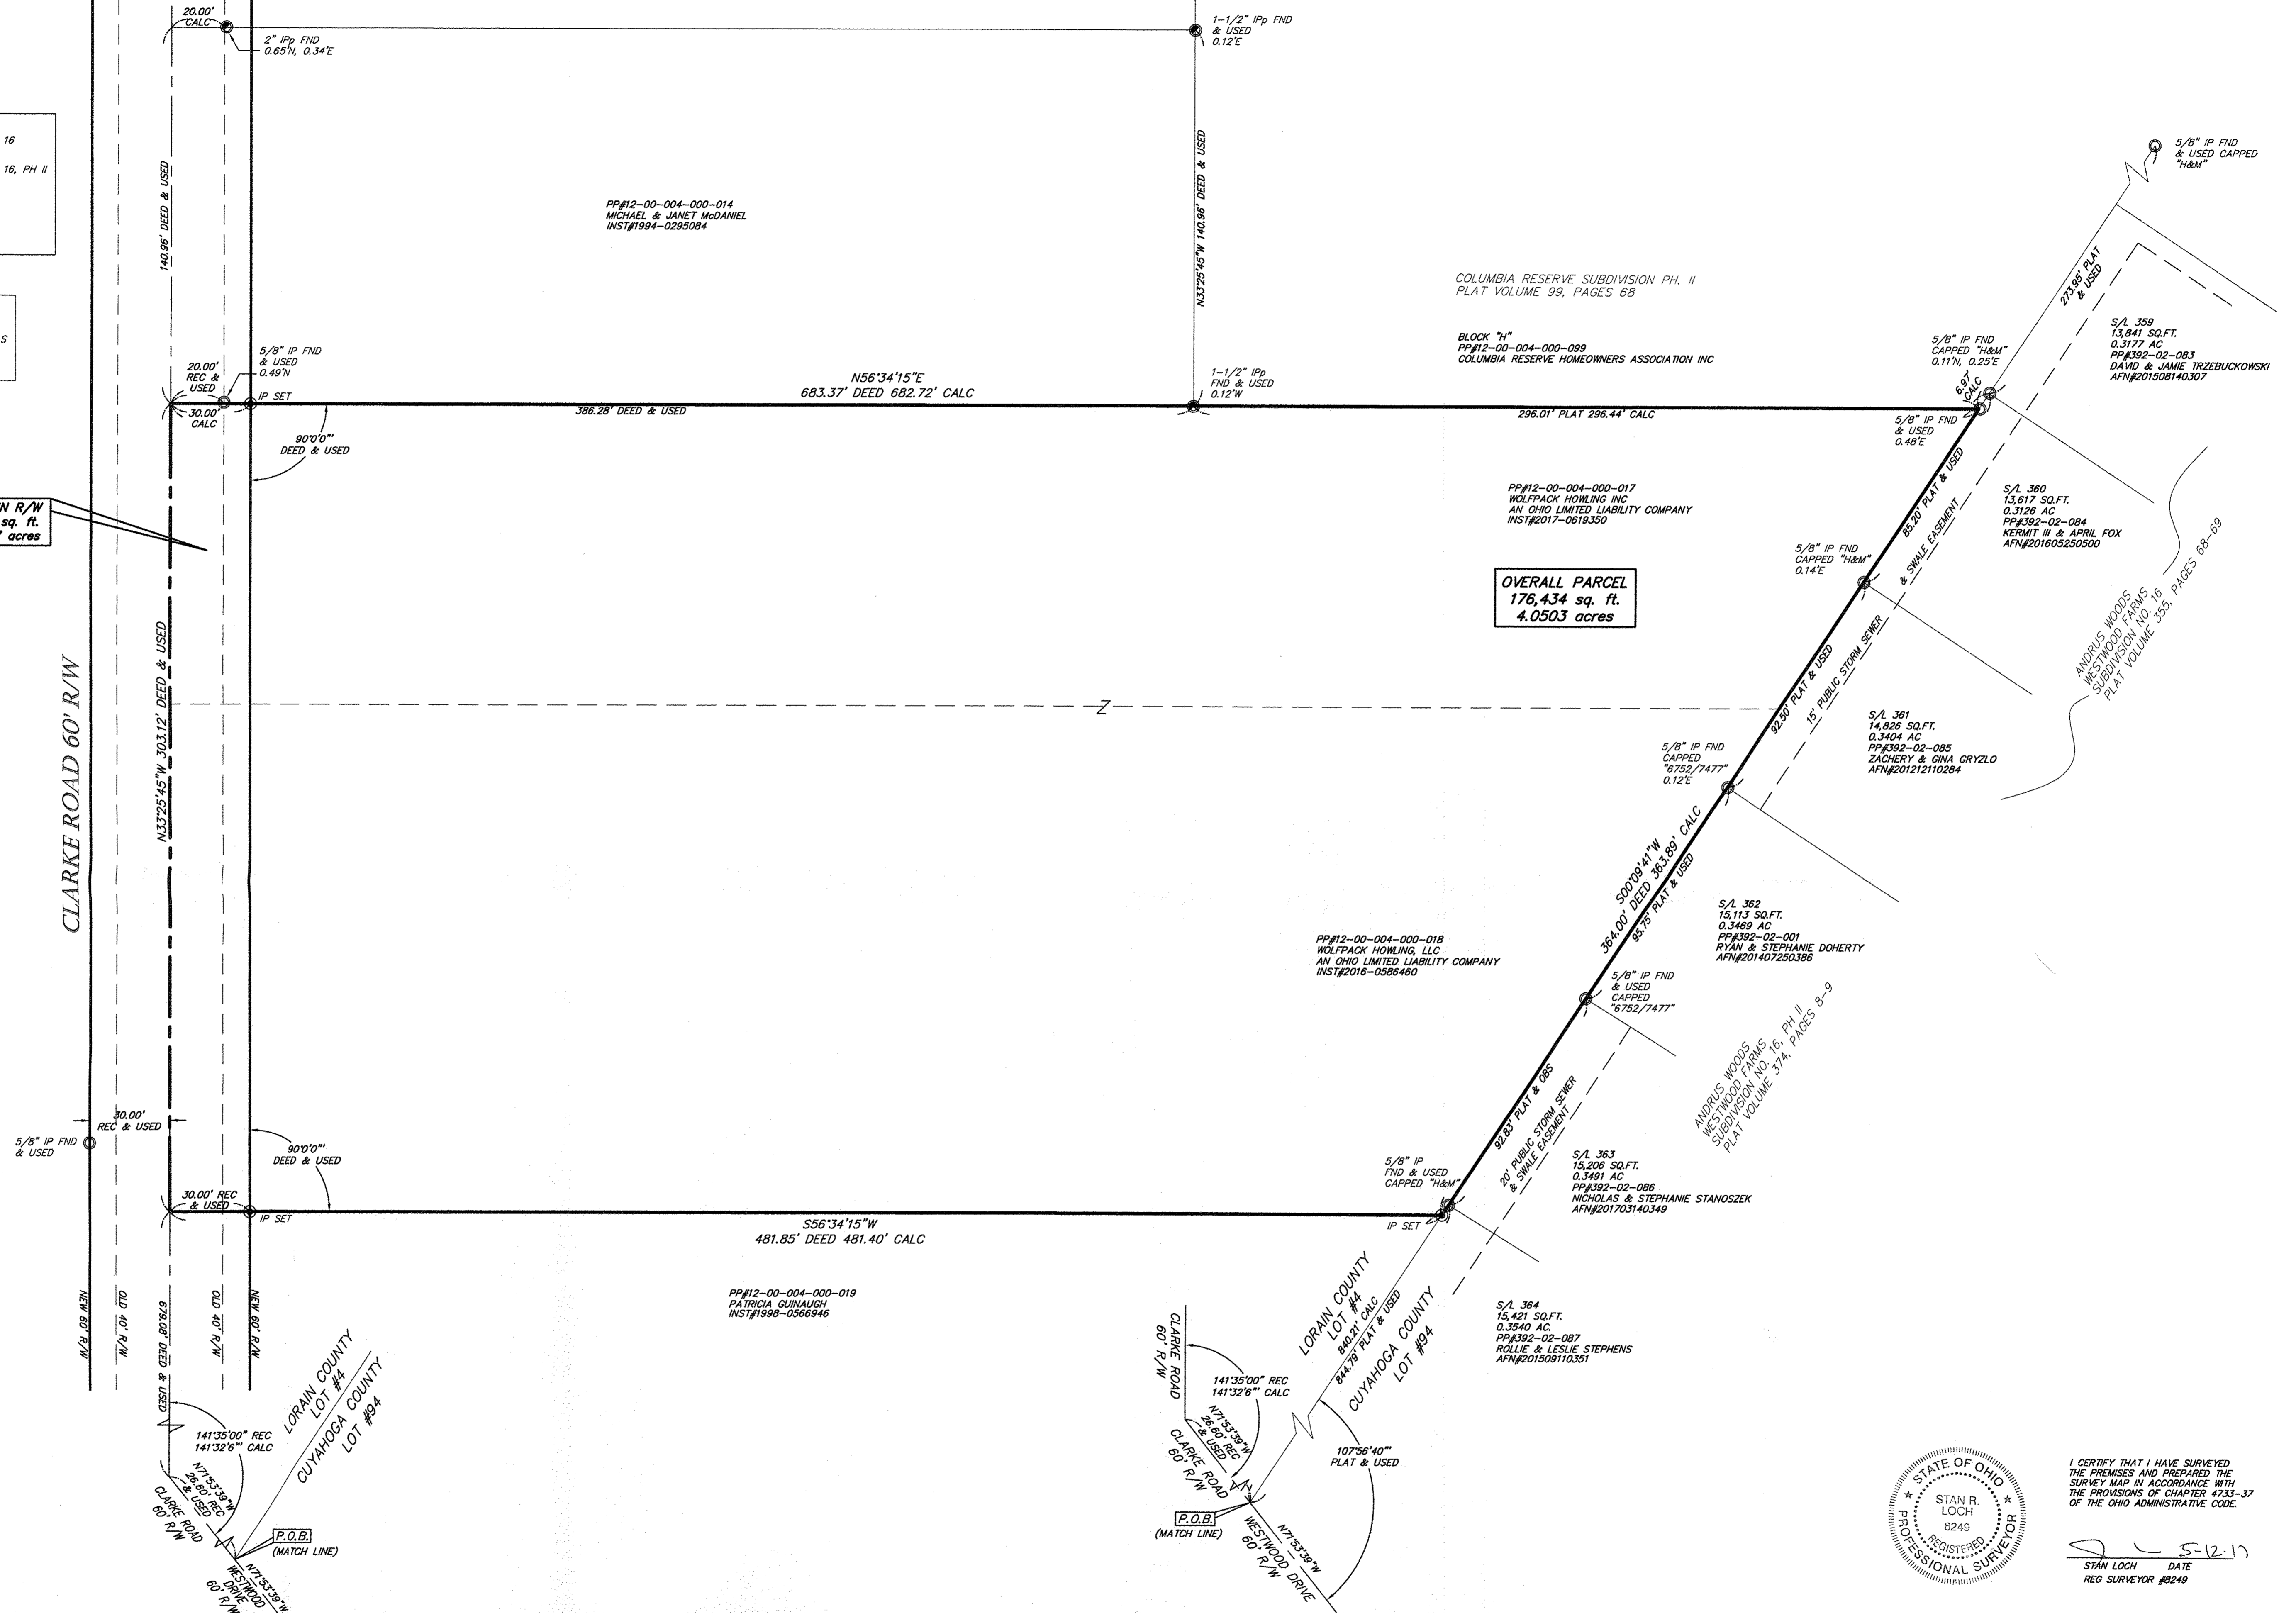 20.00'
CALC
2" IPp FND
0.65'N, 0.34'E
1-1/2" IPp FND
& USED
0.12'E
16
16, PH II
S
140.96' DEED & USED
PP#12-00-004-000-014
MICHAEL & JANET McDANIEL
INST#1994-0295084
N33°25'45"W 140.96' DEED & USED
5/8" IP FND
& USED CAPPED
"H&M"
COLUMBIA RESERVE SUBDIVISION PH. II
PLAT VOLUME 99, PAGES 68
BLOCK "H"
PP#12-00-004-000-099
COLUMBIA RESERVE HOMEOWNERS ASSOCIATION INC
273.95' PLAT
& USED
S/L 359
13,841 SQ.FT.
0.3177 AC
PP#392-02-083
DAVID & JAMIE TRZEBUCKOWSKI
AFN#201508140307
5/8" IP FND
CAPPED "H&M"
0.11'N, 0.25'E
6.97'
CALC
5/8" IP FND
& USED
0.49'N
20.00'
REC &
USED
IP SET
30.00'
CALC
N56°34'15"E
683.37' DEED 682.72' CALC
386.28' DEED & USED
1-1/2" IPp
FND & USED
0.12'W
296.01' PLAT 296.44' CALC
5/8" IP FND
& USED
0.48'E
90°0'0"
DEED & USED
N R/W
sq. ft.
acres
PP#12-00-004-000-017
WOLFPACK HOWLING INC
AN OHIO LIMITED LIABILITY COMPANY
INST#2017-0619350
85.20' PLAT & USED
& SWALE EASEMENT
S/L 360
13,617 SQ.FT.
0.3126 AC
PP#392-02-084
KERMIT III & APRIL FOX
AFN#201605250500
5/8" IP FND
CAPPED "H&M"
0.14'E
OVERALL PARCEL
176,434 sq. ft.
4.0503 acres
ANDRUS WOODS
WESTWOOD FARMS
SUBDIVISION NO. 16
PLAT VOLUME 355, PAGES 68-69
CLARKE ROAD 60' R/W
N33°25'45"W 303.12' DEED & USED
Z
92.50' PLAT & USED
15' PUBLIC STORM SEWER
S/L 361
14,826 SQ.FT.
0.3404 AC
PP#392-02-085
ZACHERY & GINA GRYZLO
AFN#201212110284
5/8" IP FND
CAPPED
"6752/7477"
0.12'E
S00°09'41"W
364.00' DEED 363.89' CALC
95.75' PLAT & USED
S/L 362
15,113 SQ.FT.
0.3469 AC
PP#392-02-001
RYAN & STEPHANIE DOHERTY
AFN#201407250386
PP#12-00-004-000-018
WOLFPACK HOWLING, LLC
AN OHIO LIMITED LIABILITY COMPANY
INST#2016-0586460
5/8" IP FND
& USED
CAPPED
"6752/7477"
ANDRUS WOODS
WESTWOOD FARMS
SUBDIVISION NO. 16, PH II
PLAT VOLUME 374, PAGES 8-9
30.00'
REC & USED
5/8" IP FND
& USED
90°0'0"
DEED & USED
92.83' PLAT & OBS
20' PUBLIC STORM SEWER
& SWALE EASEMENT
5/8" IP
FND & USED
CAPPED "H&M"
S/L 363
15,206 SQ.FT.
0.3491 AC
PP#392-02-086
NICHOLAS & STEPHANIE STANOSZEK
AFN#201703140349
30.00' REC
& USED
IP SET
S56°34'15"W
481.85' DEED 481.40' CALC
IP SET
NEW 60' R/W
OLD 40' R/W
679.08' DEED & USED
OLD 40' R/W
NEW 60' R/W
PP#12-00-004-000-019
PATRICIA GUINAUGH
INST#1998-0566946
LORAIN COUNTY
LOT #4
840.21' CALC
844.79' PLAT & USED
CUYAHOGA COUNTY
LOT #94
S/L 364
15,421 SQ.FT.
0.3540 AC.
PP#392-02-087
ROLLIE & LESLIE STEPHENS
AFN#201509110351
LORAIN COUNTY
LOT #4
CUYAHOGA COUNTY
LOT #94
141°35'00" REC
141°32'6" CALC
N71°53'39"W
26.60' REC
& USED
CLARKE ROAD
60' R/W
P.O.B.
(MATCH LINE)
N71°53'39"W
WESTWOOD
DRIVE
60' R/W
CLARKE ROAD
60' R/W
141°35'00" REC
141°32'6" CALC
N71°53'39"W
26.60' REC
& USED
CLARKE ROAD
60' R/W
107°56'40"
PLAT & USED
P.O.B.
(MATCH LINE)
N71°53'39"W
WESTWOOD DRIVE
60' R/W
STATE OF OHIO
STAN R.
LOCH
8249
REGISTERED
PROFESSIONAL SURVEYOR
I CERTIFY THAT I HAVE SURVEYED
THE PREMISES AND PREPARED THE
SURVEY MAP IN ACCORDANCE WITH
THE PROVISIONS OF CHAPTER 4733-37
OF THE OHIO ADMINISTRATIVE CODE.
5-12-17
STAN LOCH DATE
REG SURVEYOR #8249